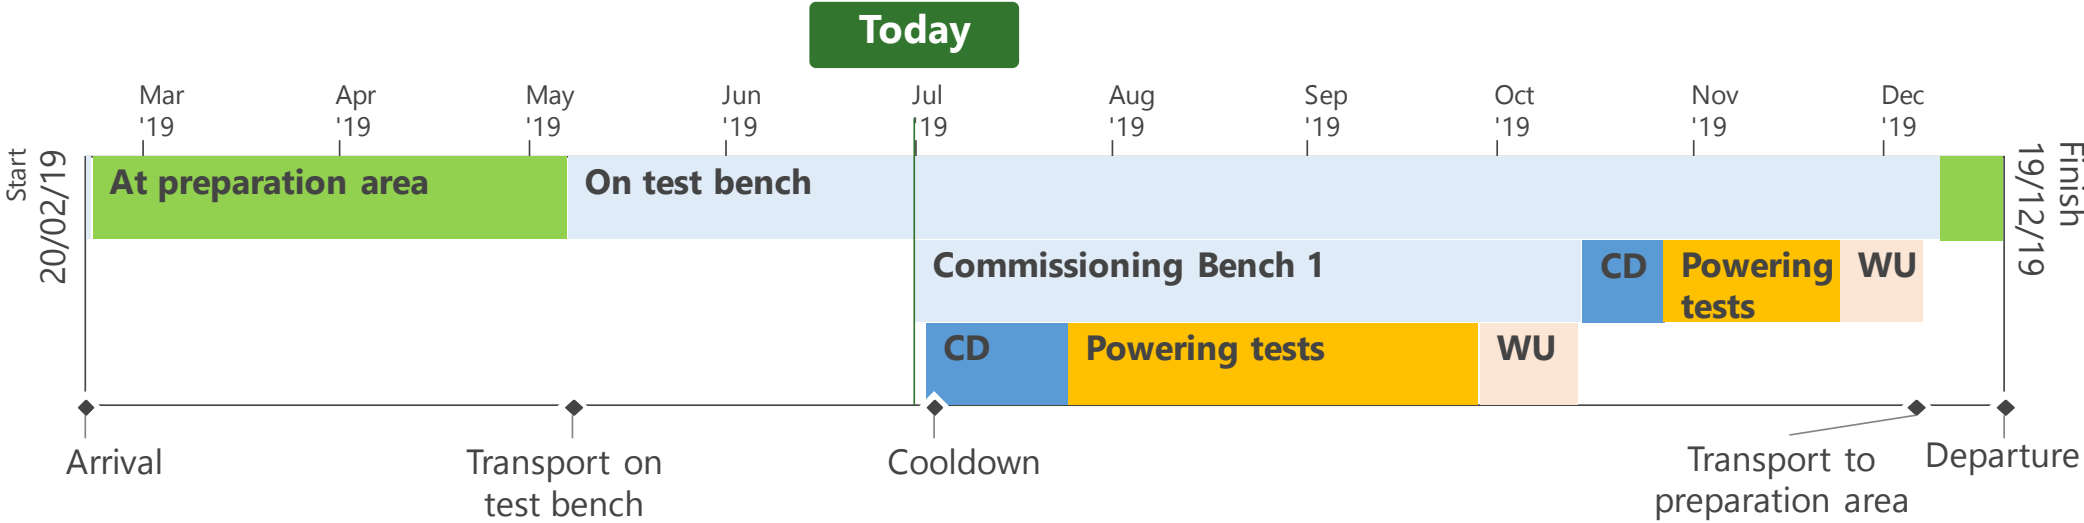 Today
Mar
'19
Apr
'19
May
'19
Jun
'19
Jul
'19
Aug
'19
Sep
'19
Oct
'19
Nov
'19
Dec
'19
Start
20/02/19
At preparation area
On test bench
Finish
19/12/19
Commissioning Bench 1
CD
Powering
tests
WU
CD
Powering tests
WU
Arrival
Transport on
test bench
Cooldown
Transport to
preparation area
Departure